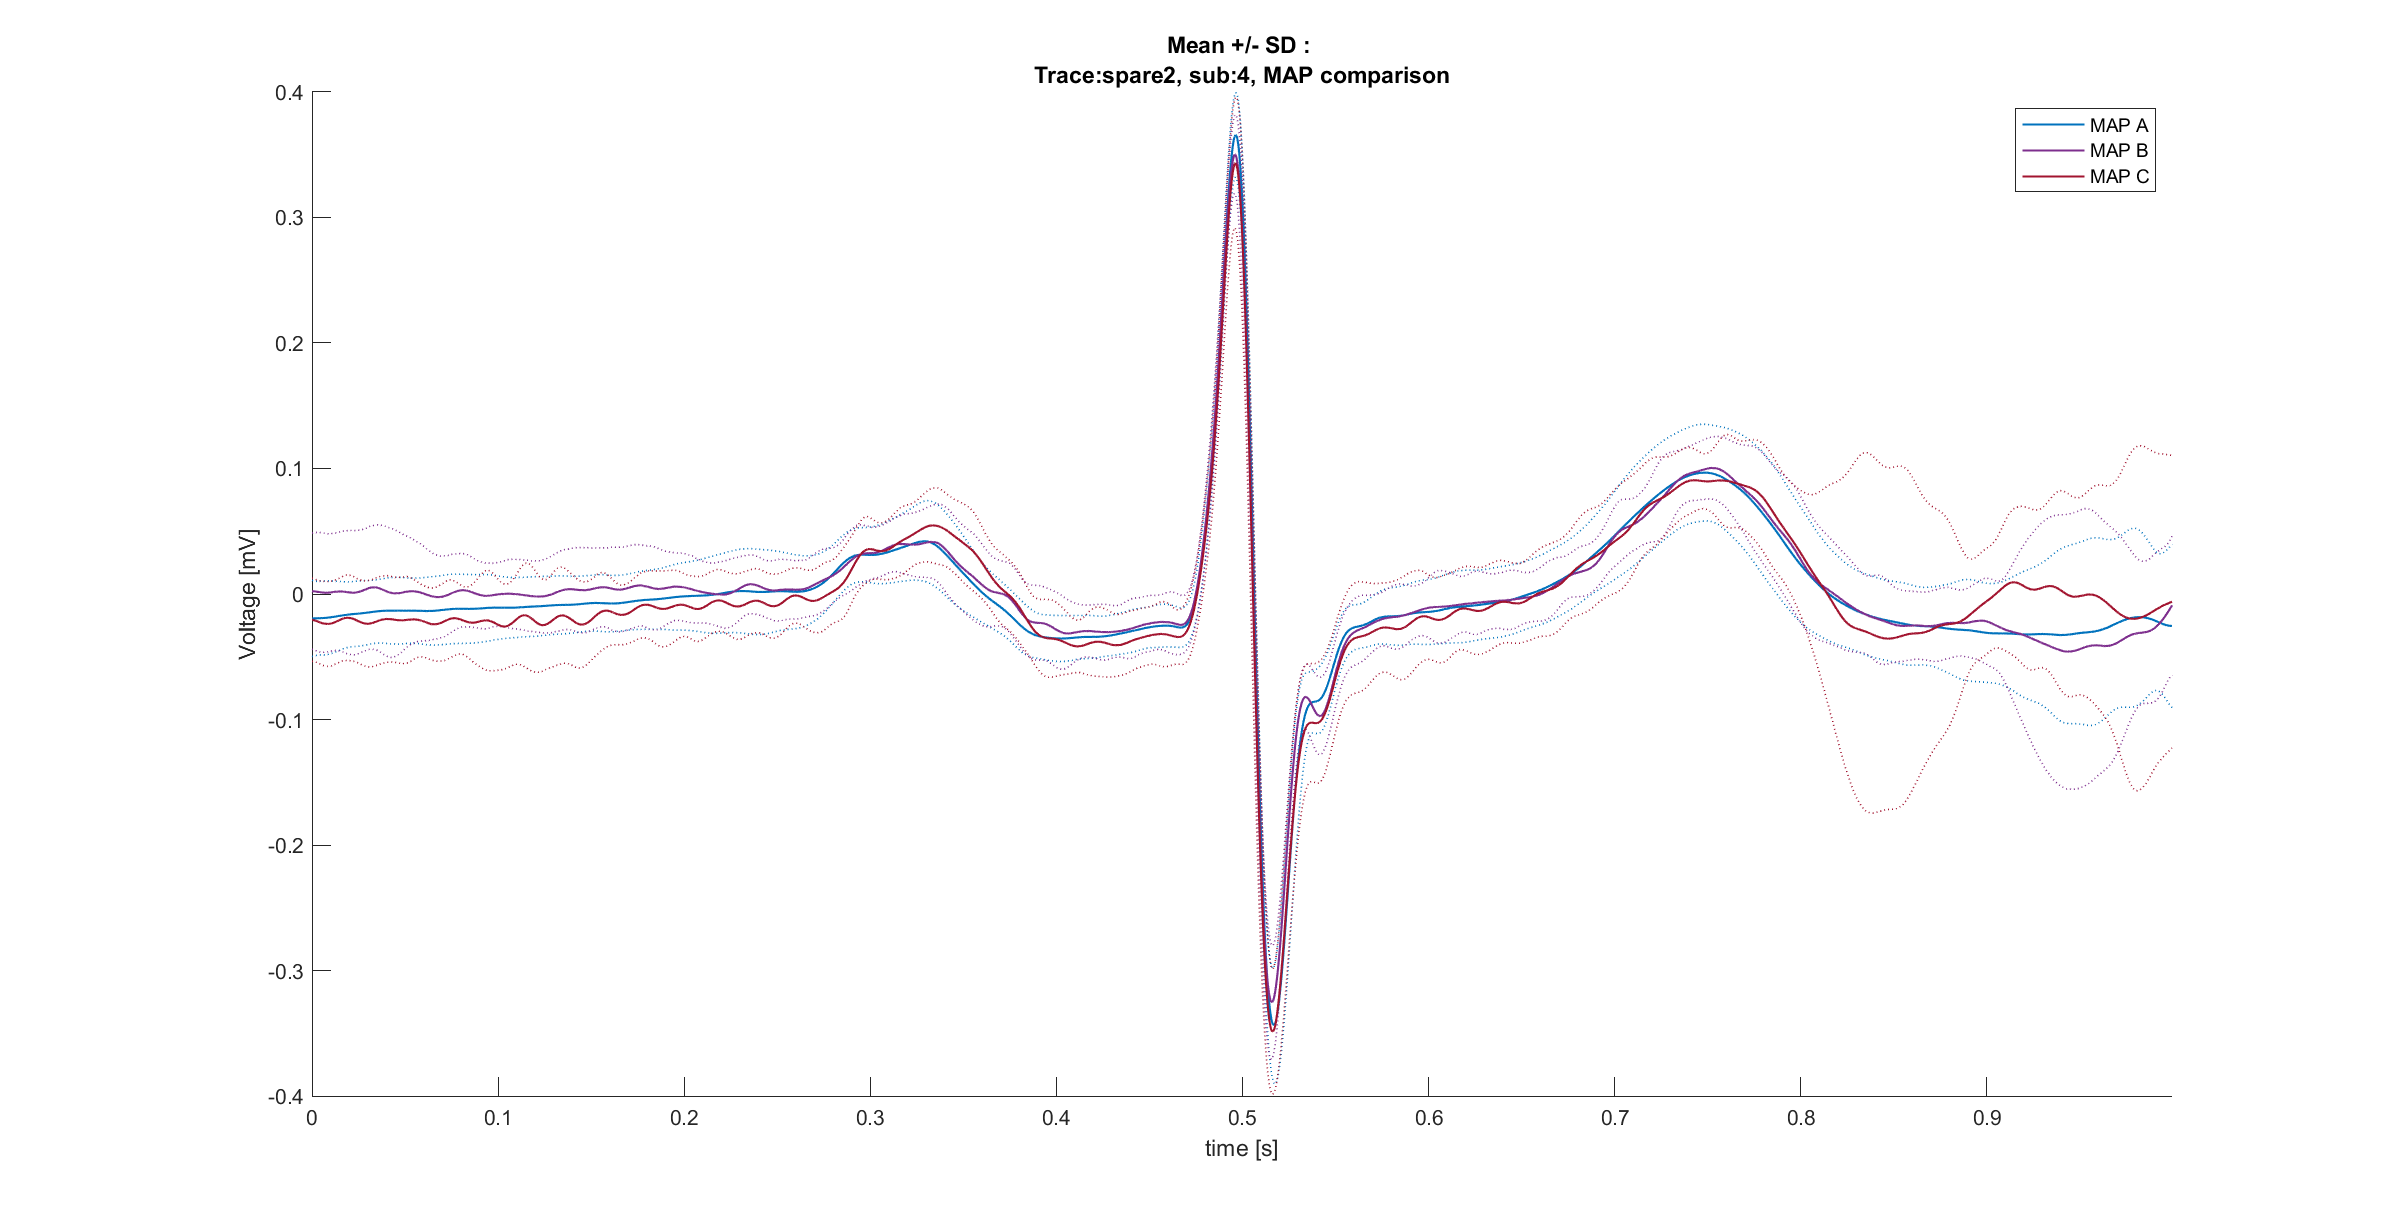 Mean +/- SD :
Trace:spare2, sub:4, MAP comparison
MAP A
MAP B
MAP C
Voltage [mV]
0.4
0.3
0.2
0.1
0
-0.1
-0.2
-0.3
-0.4
0 0.1 0.2 0.3 0.4 0.5 0.6 0.7 0.8 0.9
time [s]